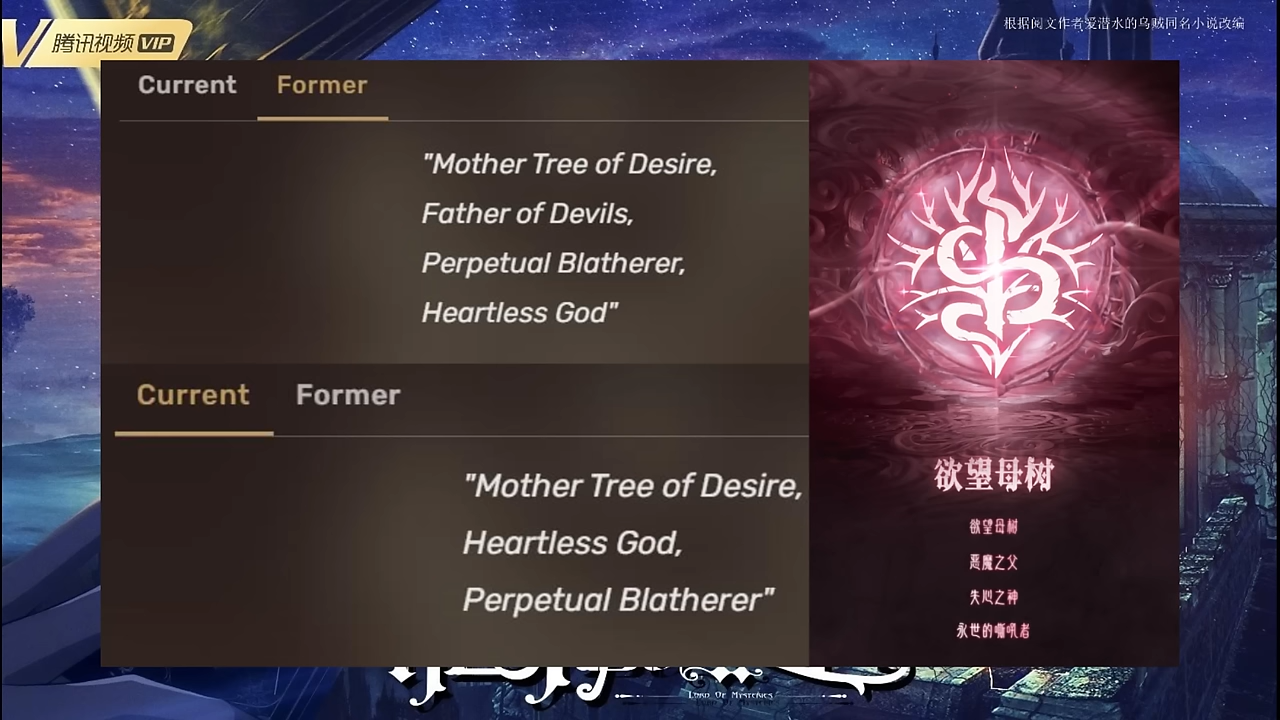 腾讯视频 VIP
根据阅文作者爱潜水的乌贼同名小说改编
Current Former
"Mother Tree of Desire,
Father of Devils,
Perpetual Blatherer,
Heartless God"
Current Former
"Mother Tree of Desire,
Heartless God,
Perpetual Blatherer"
欲望母树
欲望母树
恶魔之父
失心之神
永世的嘶吼者
LORD OF MYSTERIES